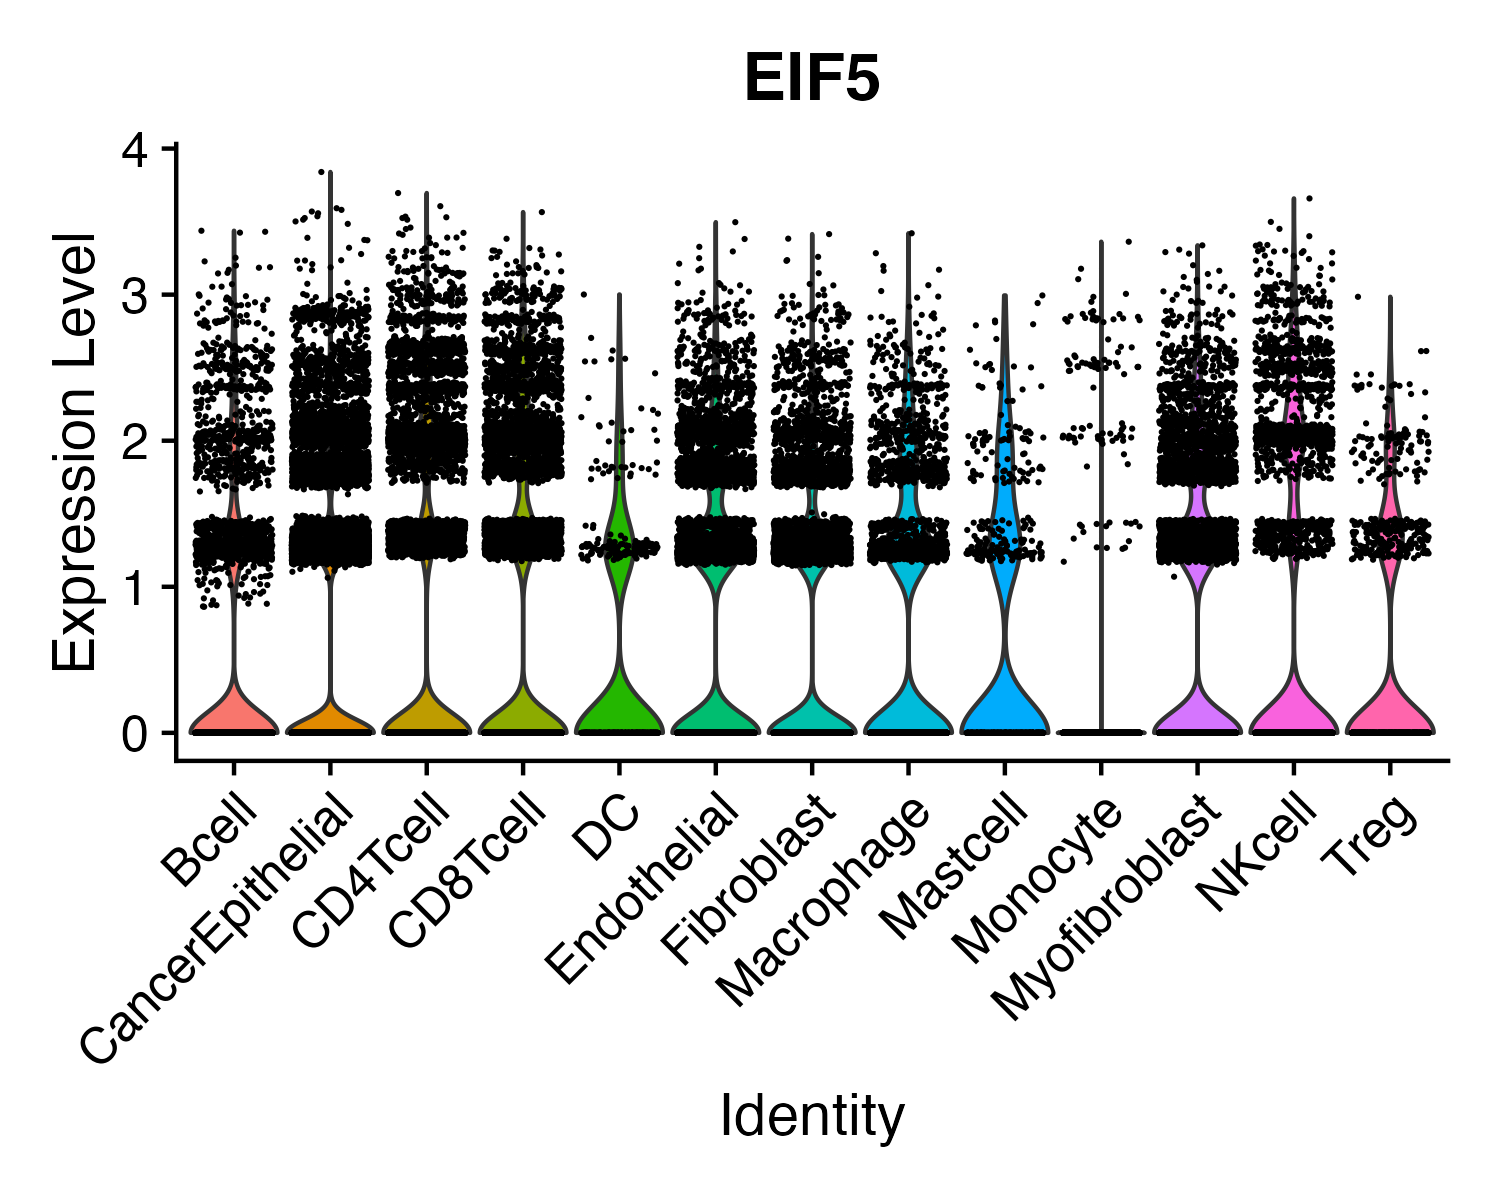 EIF5
4
3
2
1
0
Expression Level
Bcell
CancerEpithelial
CD4Tcell
CD8Tcell
DC
Endothelial
Fibroblast
Macrophage
Mastcell
Monocyte
Myofibroblast
NKcell
Treg
Identity